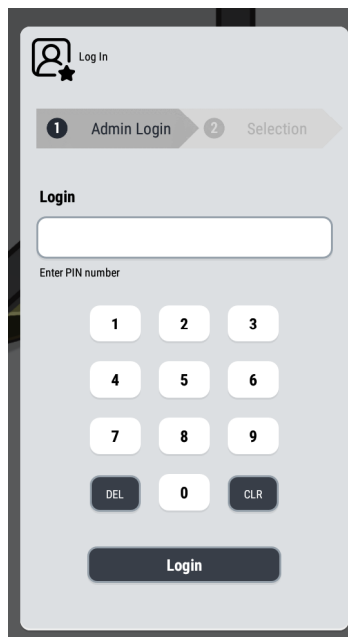 Log In
1 Admin Login 2 Selection
Login
Enter PIN number
1 2 3
4 5 6
7 8 9
DEL 0 CLR
Login